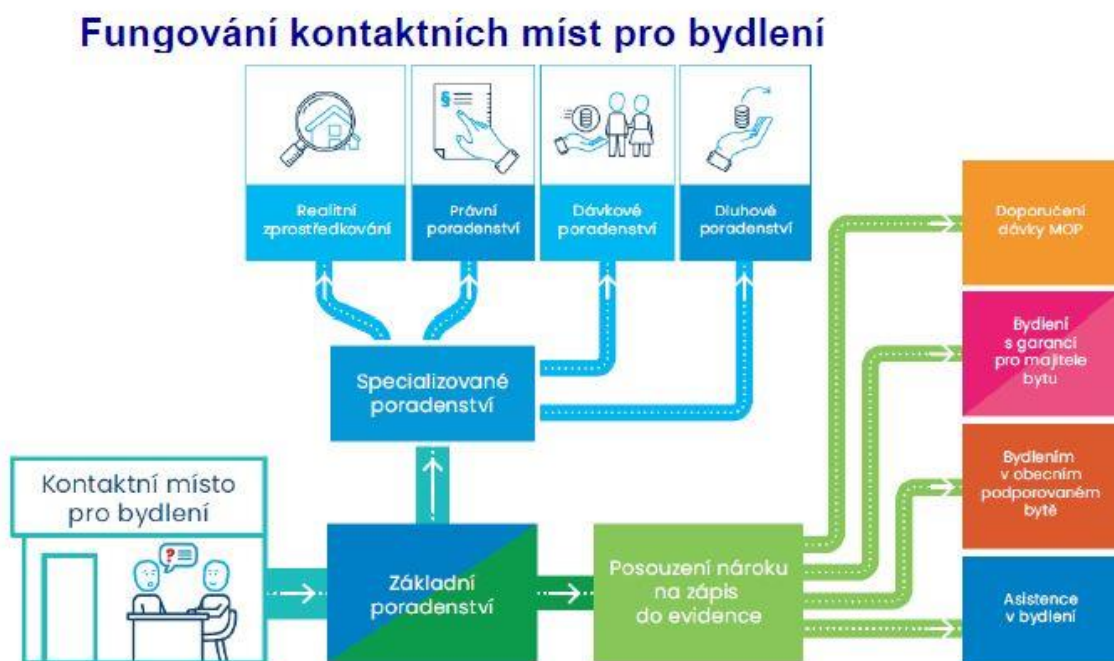 Fungování kontaktních míst pro bydlení
§
Realitní
zprostředkování
Právní
poradenství
Dávkové
poradenství
Dluhové
poradenství
Specializované
poradenství
Kontaktní místo
pro bydlení
?
Základní
poradenství
Posouzení nároku
na zápis
do evidence
Doporučení
dávky MOP
Bydlení
s garancí
pro majitele
bytu
Bydlením
v obecním
podporovaném
bytě
Asistence
v bydlení